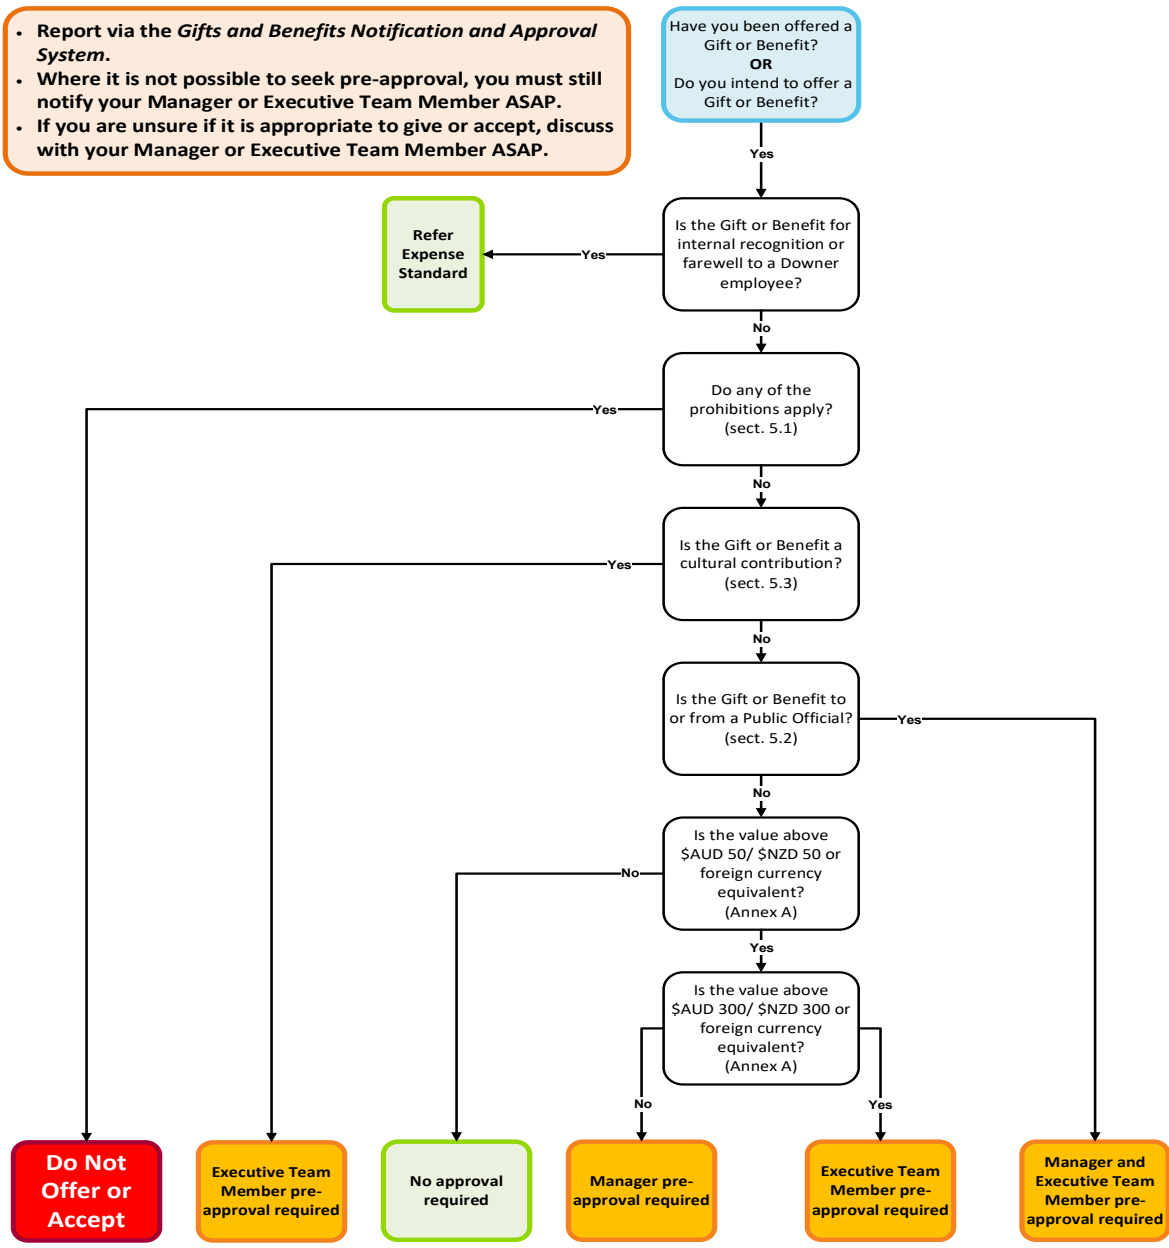 • Report via the Gifts and Benefits Notification and Approval
System.
• Where it is not possible to seek pre-approval, you must still
notify your Manager or Executive Team Member ASAP.
• If you are unsure if it is appropriate to give or accept, discuss
with your Manager or Executive Team Member ASAP.
Have you been offered a
Gift or Benefit?
OR
Do you intend to offer a
Gift or Benefit?
Yes
Is the Gift or Benefit for
internal recognition or
farewell to a Downer
employee?
Yes
Refer
Expense
Standard
No
Do any of the
prohibitions apply?
(sect. 5.1)
Yes
No
Is the Gift or Benefit a
cultural contribution?
(sect. 5.3)
Yes
No
Is the Gift or Benefit to
or from a Public Official?
(sect. 5.2)
Yes
No
Is the value above
$AUD 50/ $NZD 50 or
foreign currency
equivalent?
(Annex A)
No
Yes
Is the value above
$AUD 300/ $NZD 300 or
foreign currency
equivalent?
(Annex A)
No
Yes
Do Not
Offer or
Accept
Executive Team
Member pre-
approval required
No approval
required
Manager pre-
approval required
Executive Team
Member pre-
approval required
Manager and
Executive Team
Member pre-
approval required